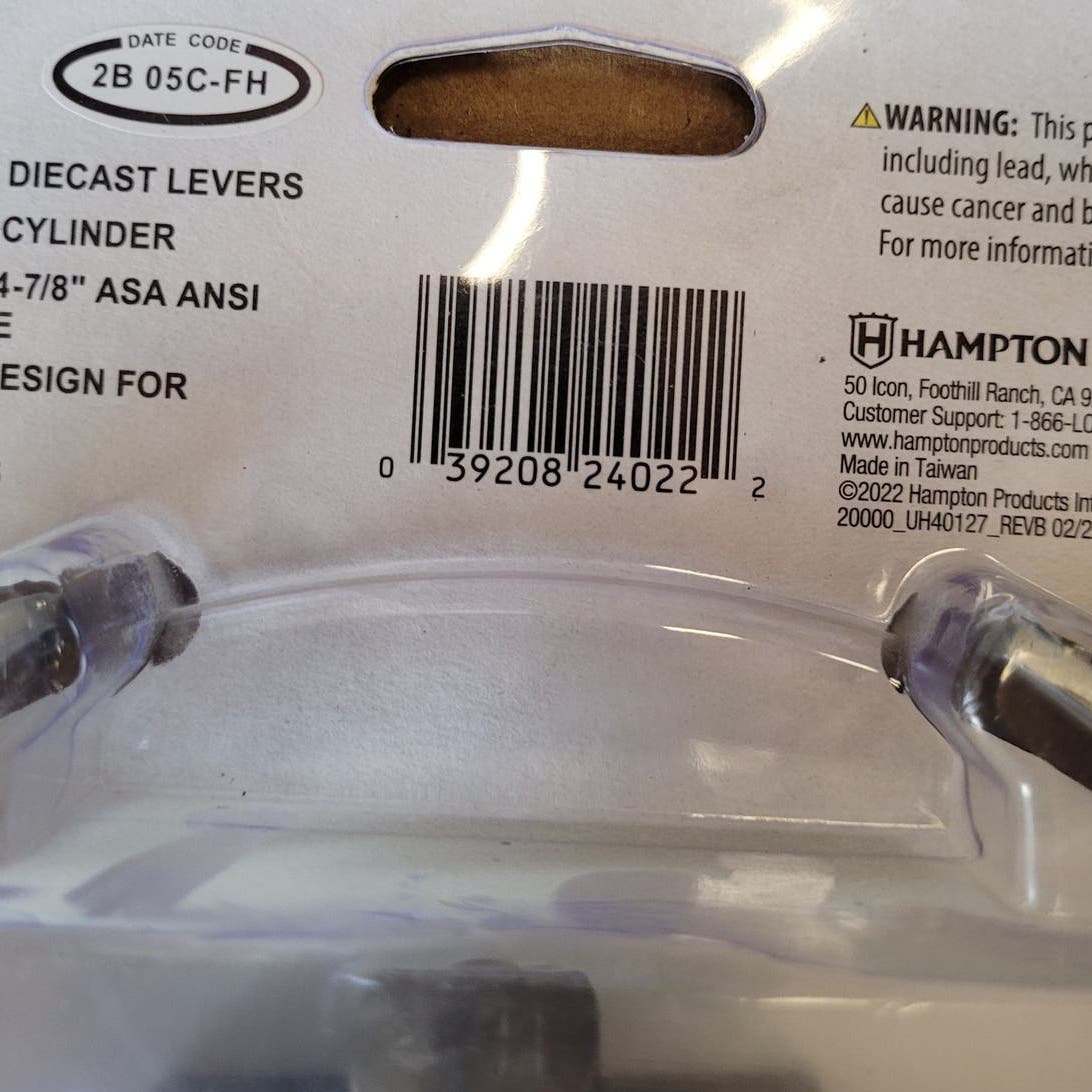 DATE CODE
2B 05C-FH
DIECAST LEVERS
CYLINDER
4-7/8" ASA ANSI
E
ESIGN FOR
0 39208 24022 2
WARNING: This p
including lead, wh
cause cancer and b
For more informati
H HAMPTON
50 Icon, Foothill Ranch, CA 9
Customer Support: 1-866-LO
www.hamptonproducts.com
Made in Taiwan
©2022 Hampton Products Int
20000_UH40127_REVB 02/2